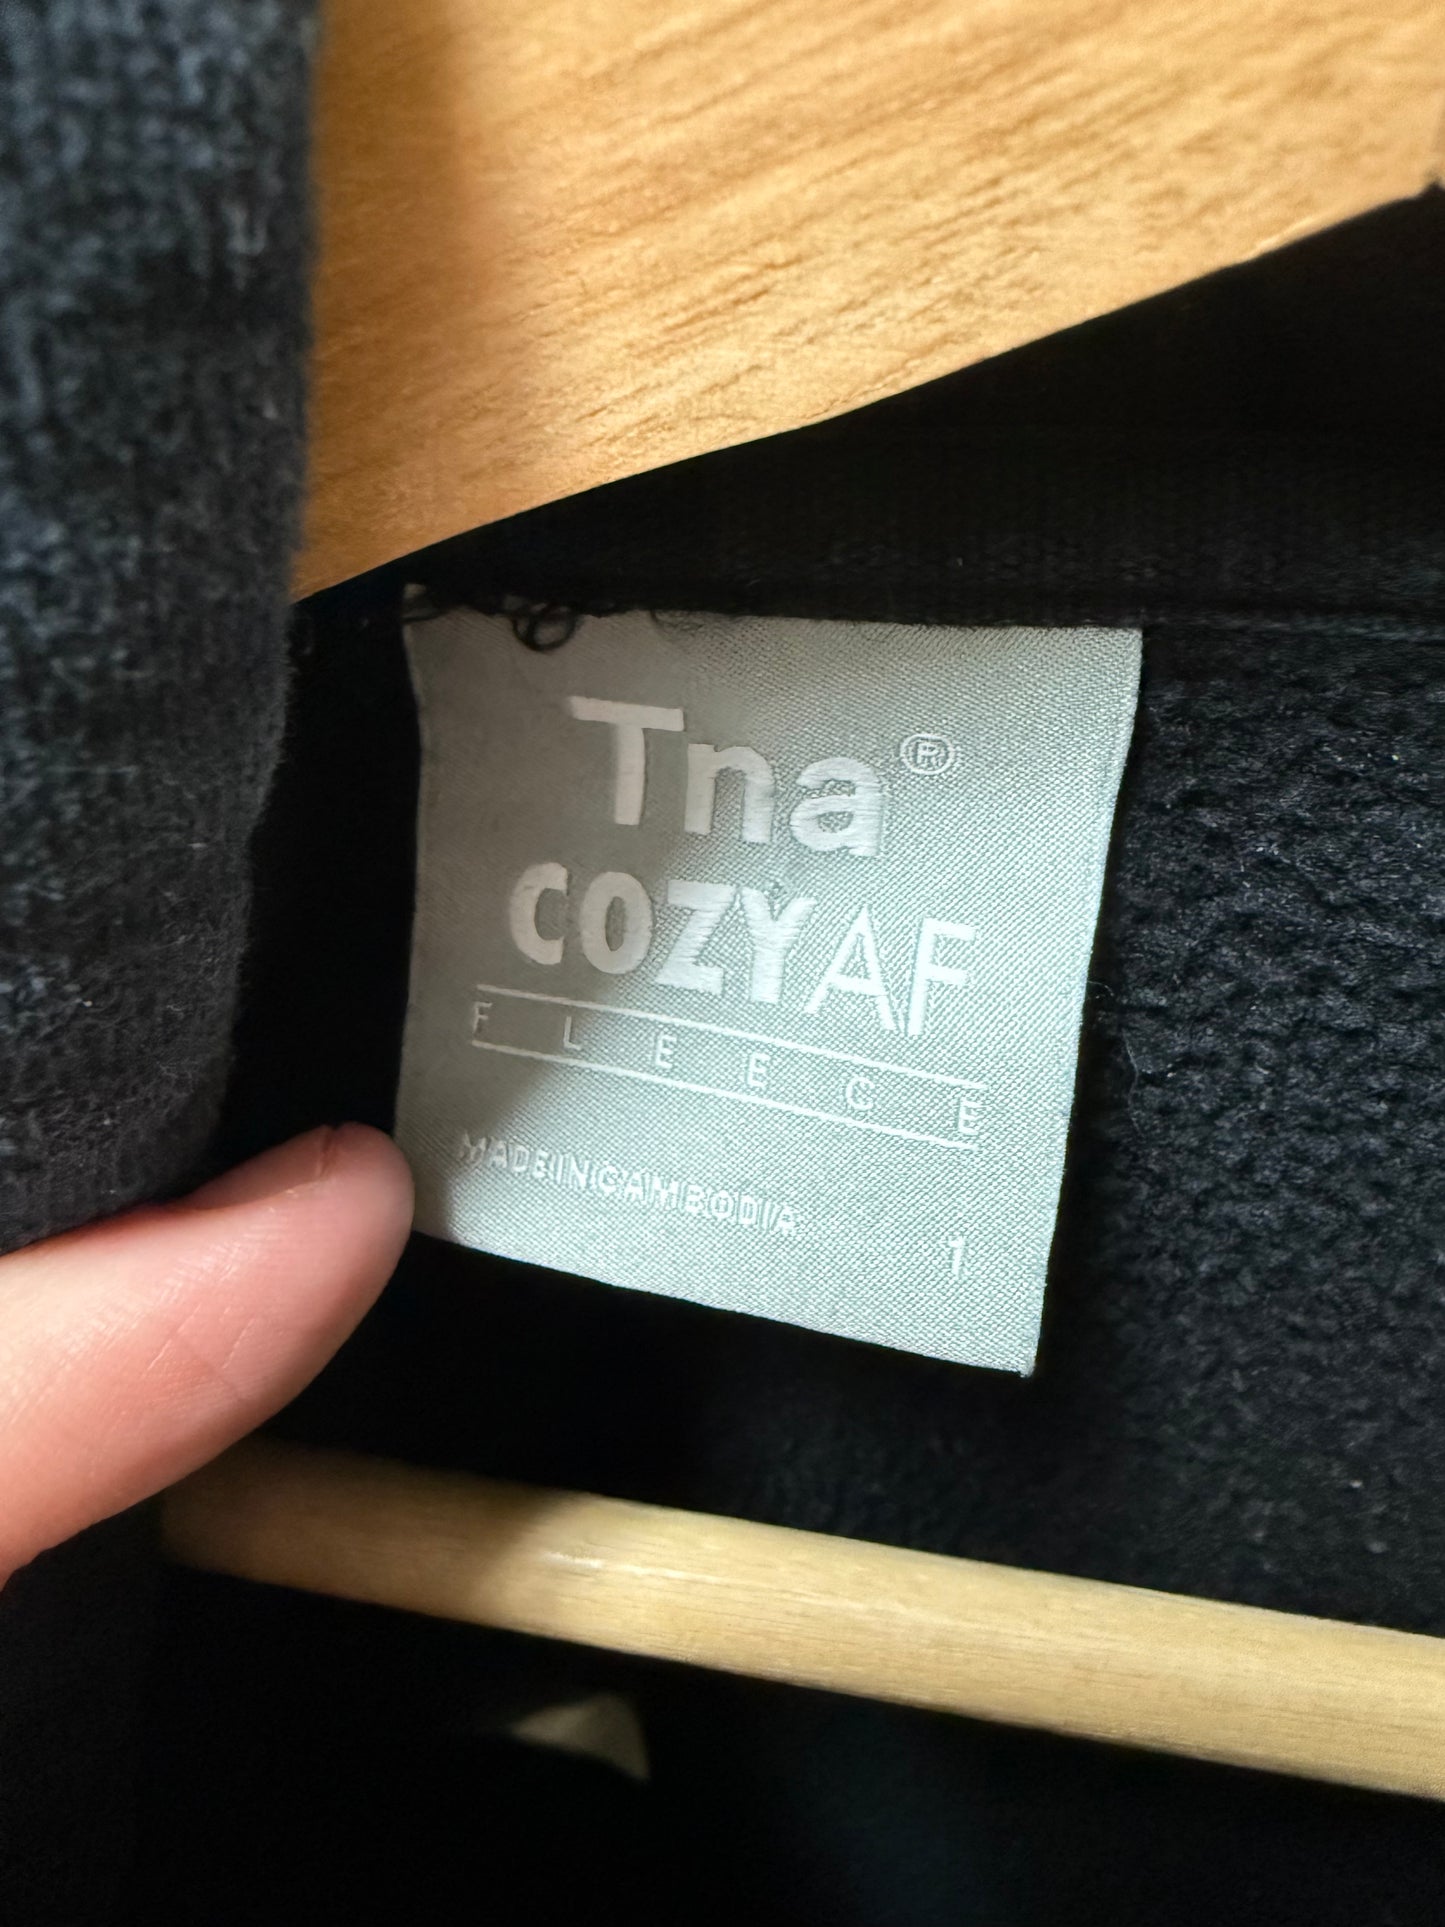 Tna®
COZYAF
FLEECE
MADEINCAMBODIA
1